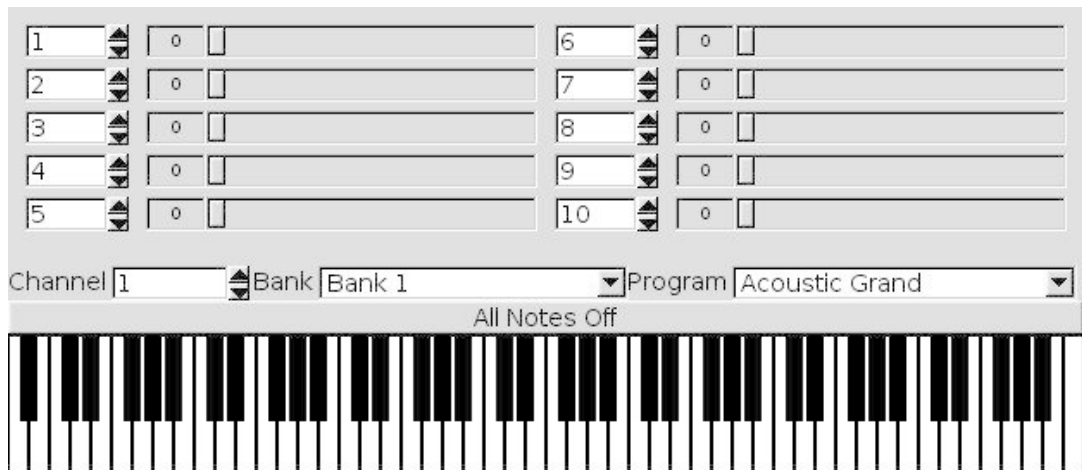 1 0 6 0
2 0 7 0
3 0 8 0
4 0 9 0
5 0 10 0
Channel 1 Bank Bank 1 Program Acoustic Grand
All Notes Off